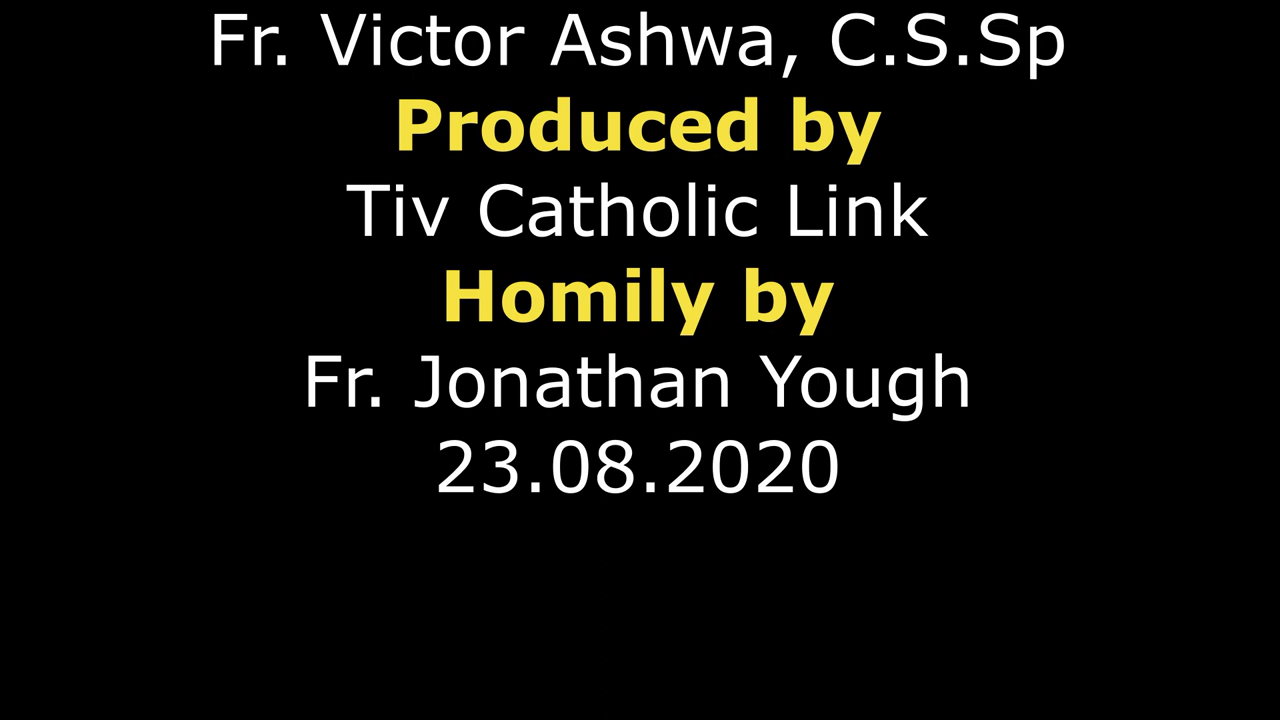 Fr. Victor Ashwa, C.S.Sp
Produced by
Tiv Catholic Link
Homily by
Fr. Jonathan Yough
23.08.2020